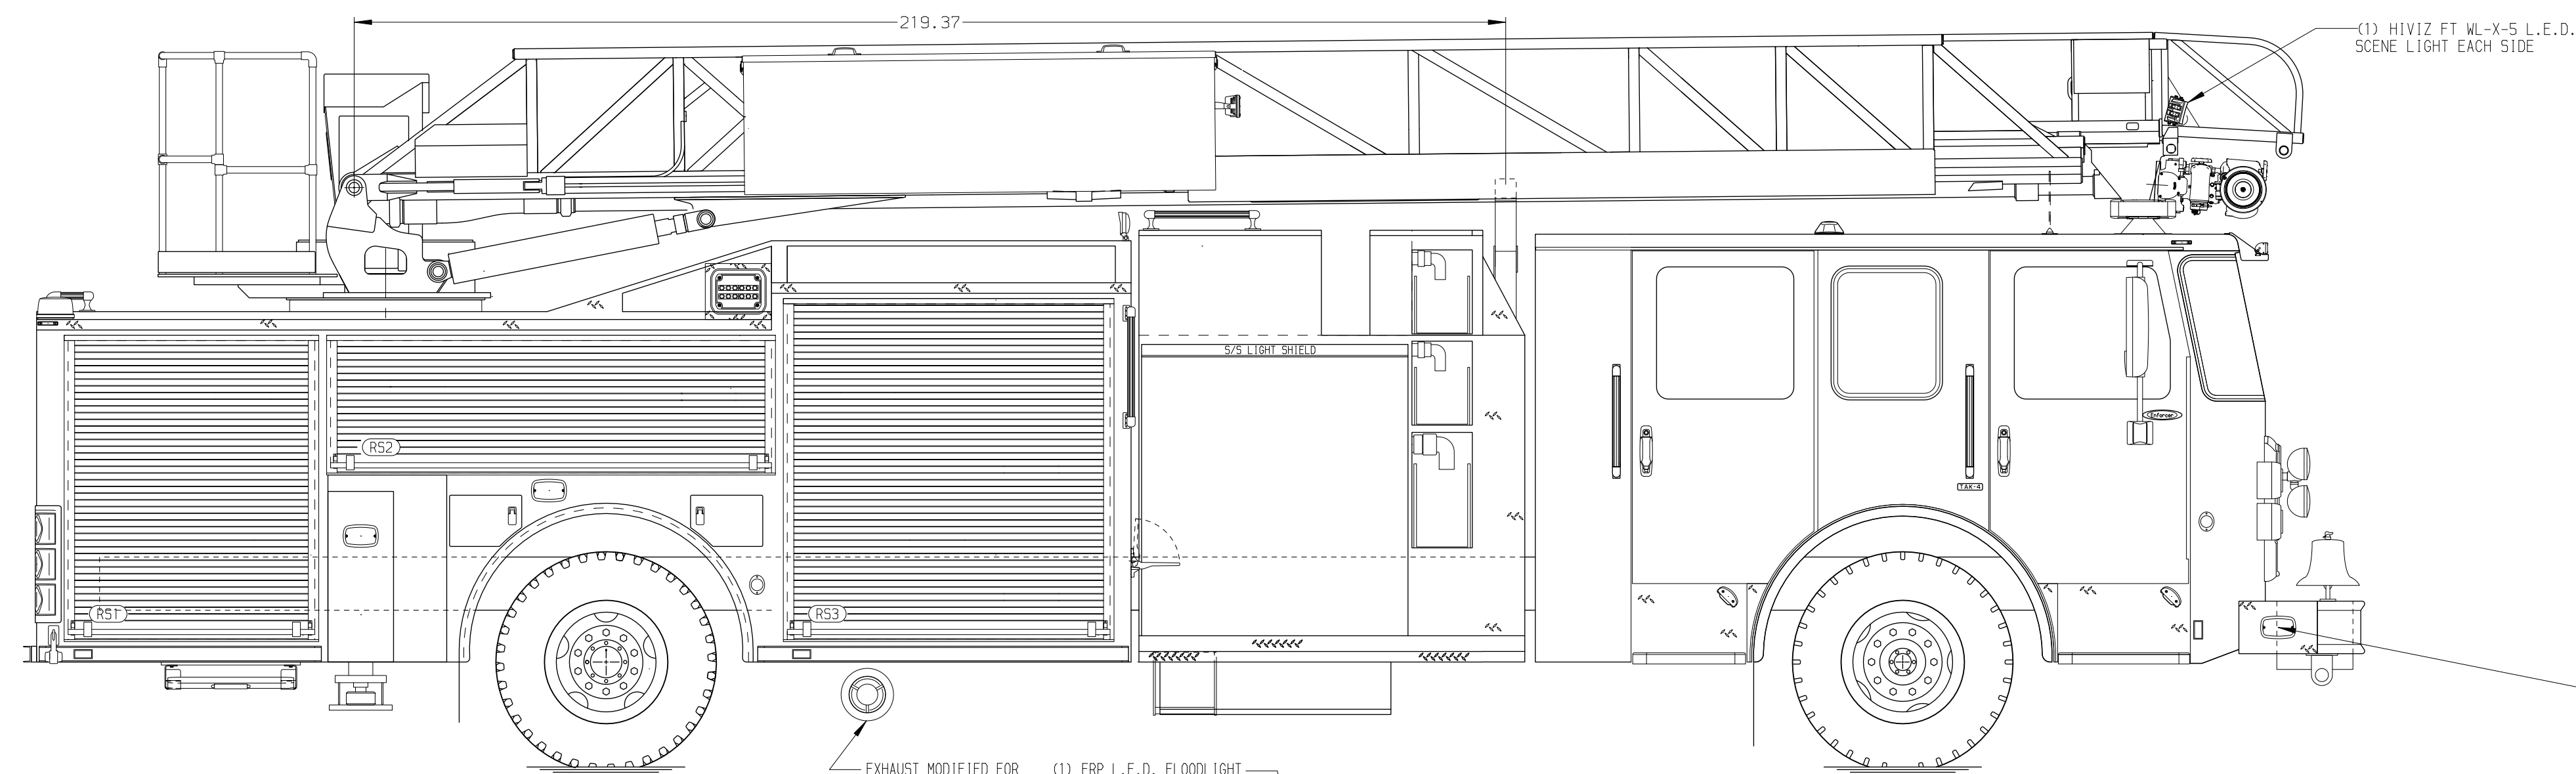 219.37
(1) HIVIZ FT WL-X-5 L.E.D.
SCENE LIGHT EACH SIDE
S/S LIGHT SHIELD
Enforcer
RS2
TAK-4
RS1
RS3
EXHAUST MODIFIED FOR
(1) FRP L.E.D. FLOODLIGHT